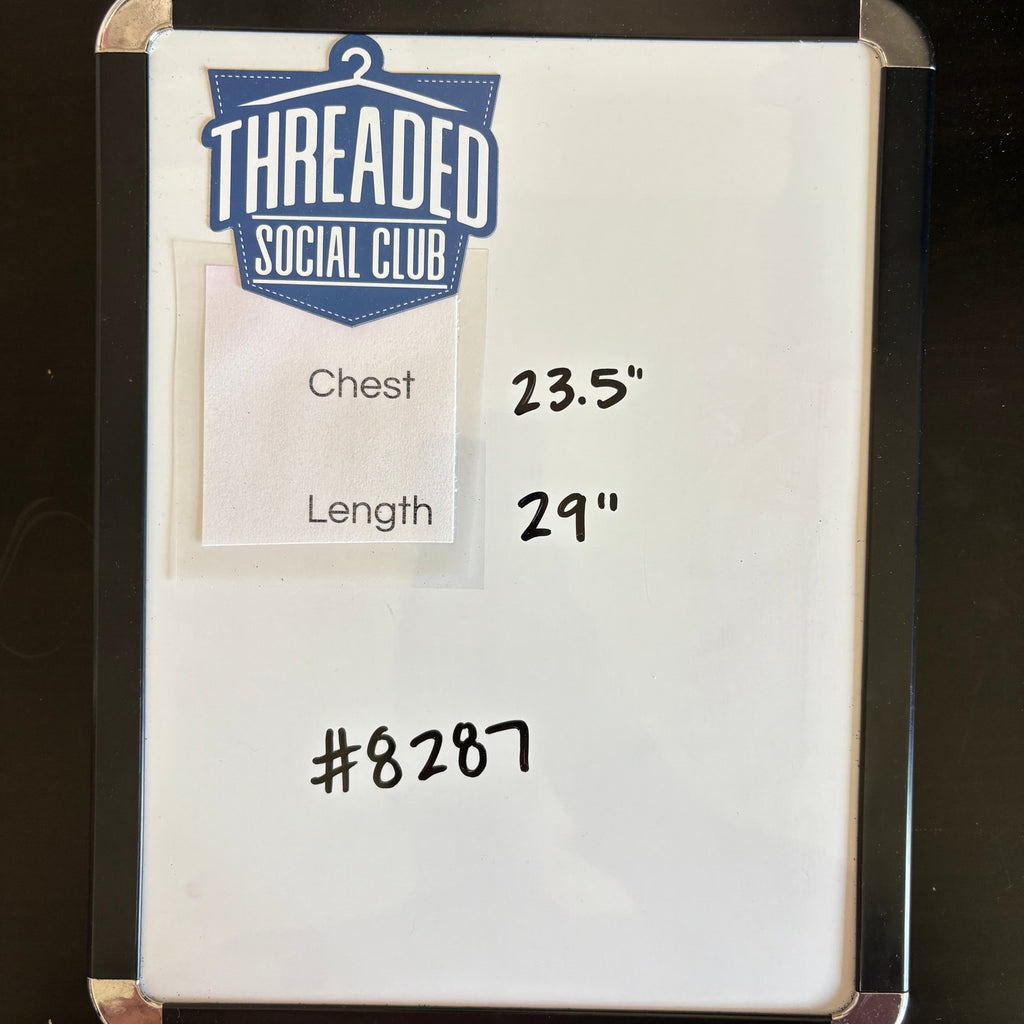 THREADED
SOCIAL CLUB
Chest 23.5"
Length 29"
#8287